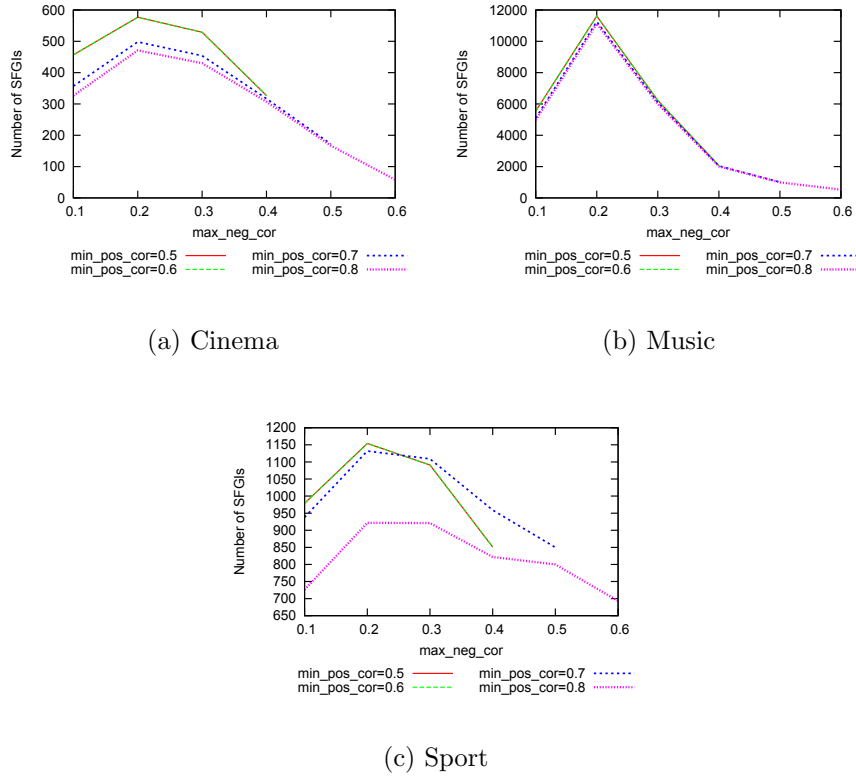 600
500
400
300
200
100
0
Number of SFGIs
0.1 0.2 0.3 0.4 0.5 0.6
max_neg_cor
min_pos_cor=0.5 min_pos_cor=0.7
min_pos_cor=0.6 min_pos_cor=0.8
(a) Cinema
12000
10000
8000
6000
4000
2000
0
Number of SFGIs
0.1 0.2 0.3 0.4 0.5 0.6
max_neg_cor
min_pos_cor=0.5 min_pos_cor=0.7
min_pos_cor=0.6 min_pos_cor=0.8
(b) Music
1200
1150
1100
1050
1000
950
900
850
800
750
700
650
Number of SFGIs
0.1 0.2 0.3 0.4 0.5 0.6
max_neg_cor
min_pos_cor=0.5 min_pos_cor=0.7
min_pos_cor=0.6 min_pos_cor=0.8
(c) Sport